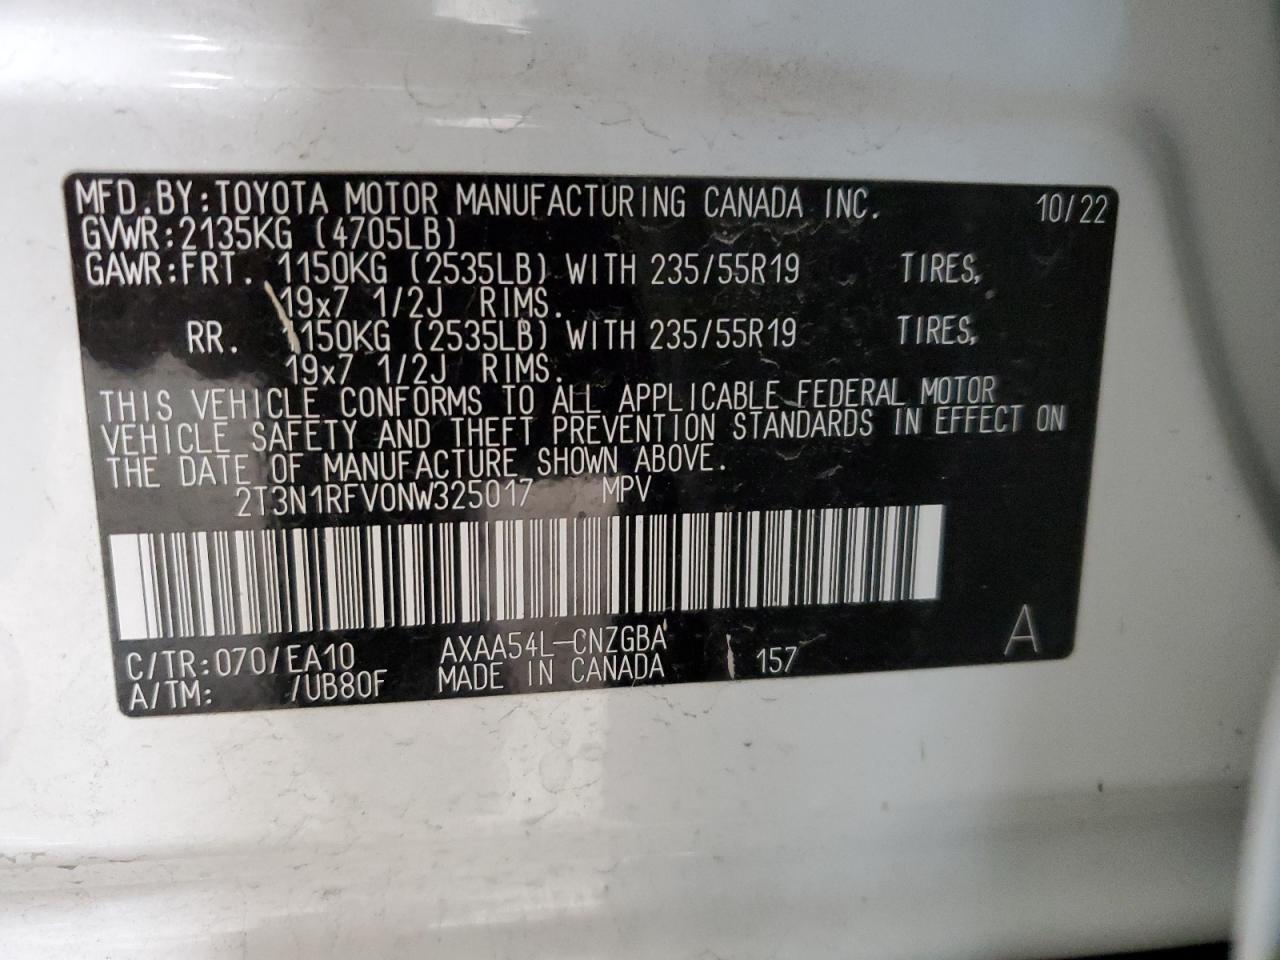 MFD.BY:TOYOTA MOTOR MANUFACTURING CANADA INC. 10/22
GVWR:2135KG (4705LB)
GAWR:FRT. 1150KG (2535LB) WITH 235/55R19 TIRES,
19x7 1/2J RIMS.
RR. 1150KG (2535LB) WITH 235/55R19 TIRES,
19x7 1/2J RIMS.
THIS VEHICLE CONFORMS TO ALL APPLICABLE FEDERAL MOTOR
VEHICLE SAFETY AND THEFT PREVENTION STANDARDS IN EFFECT ON
THE DATE OF MANUFACTURE SHOWN ABOVE.
2T3N1RFV0NW325017 MPV
C/TR:070/EA10 AXAA54L-CNZGBA
A/TM: /UB80F MADE IN CANADA 157 A